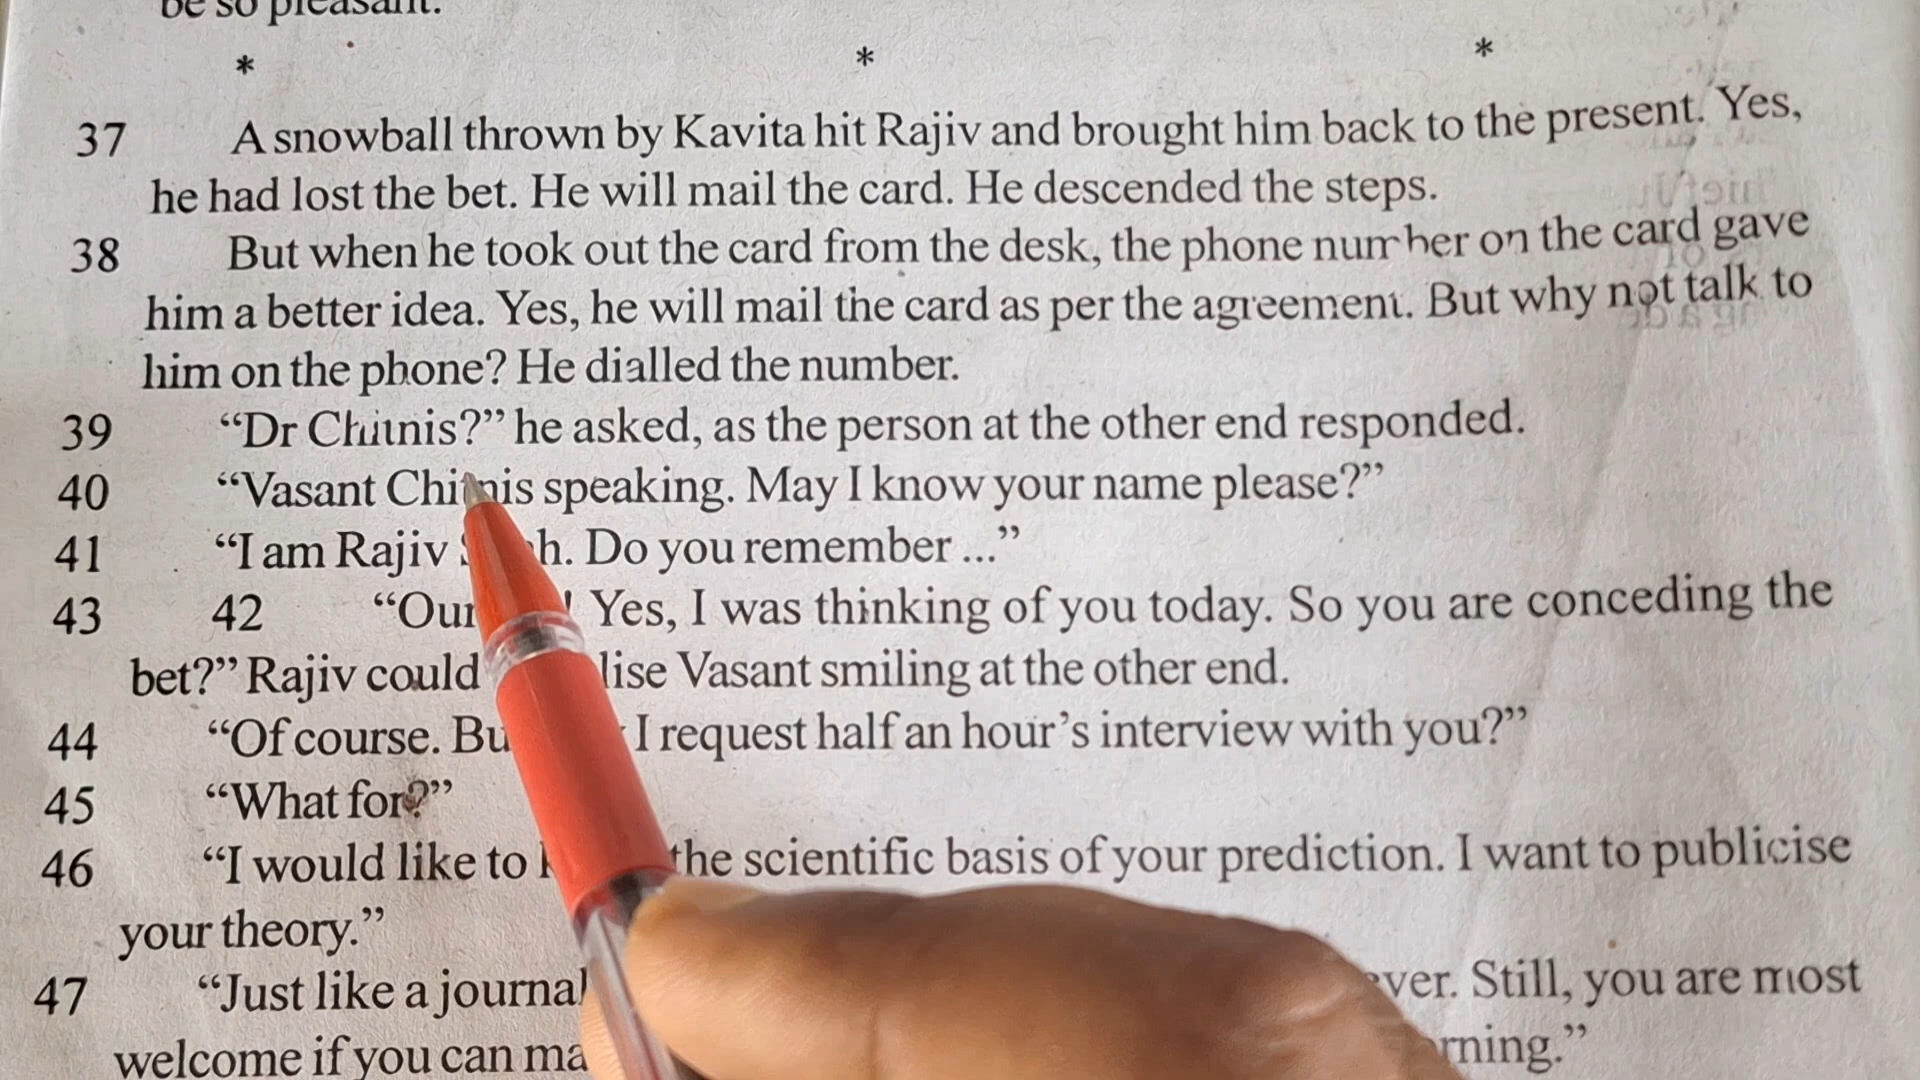 be so pleasant.
* * *
37 A snowball thrown by Kavita hit Rajiv and brought him back to the present. Yes,
he had lost the bet. He will mail the card. He descended the steps.
38 But when he took out the card from the desk, the phone number on the card gave
him a better idea. Yes, he will mail the card as per the agreement. But why not talk to
him on the phone? He dialled the number.
39 “Dr Chitnis?” he asked, as the person at the other end responded.
40 “Vasant Chitnis speaking. May I know your name please?”
41 “I am Rajiv Do you remember ...”
43 42 “Our Yes, I was thinking of you today. So you are conceding the
bet?” Rajiv could Vasant smiling at the other end.
44 “Of course. I request half an hour’s interview with you?”
45 “What for?”
46 “I would like to the scientific basis of your prediction. I want to publicise
your theory.”
47 “Just like a Still, you are most
welcome if you can